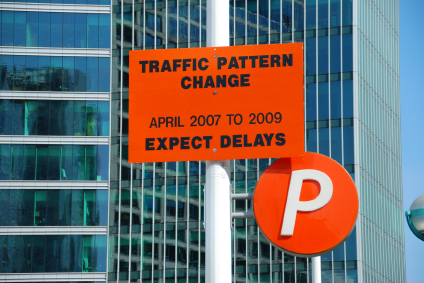 TRAFFIC PATTERN
CHANGE
APRIL 2007 TO 2009
EXPECT DELAYS
P